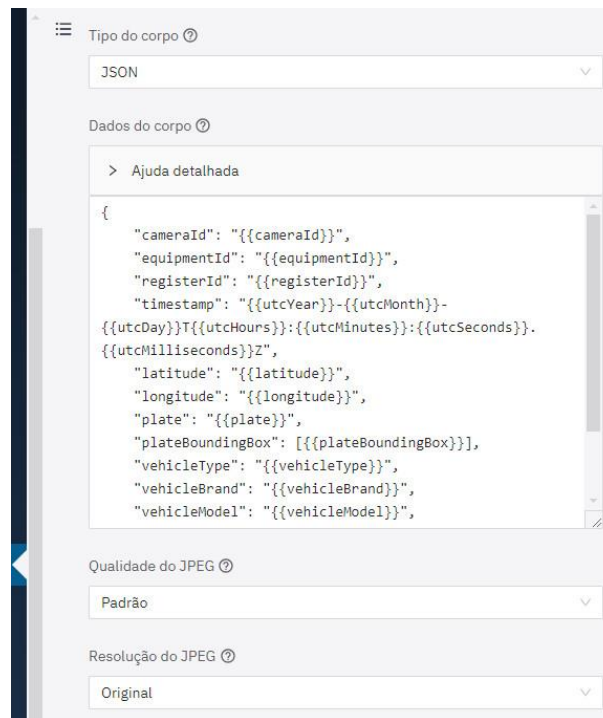 Tipo do corpo
JSON
Dados do corpo
> Ajuda detalhada
{
    "cameraId": "{{cameraId}}",
    "equipmentId": "{{equipmentId}}",
    "registerId": "{{registerId}}",
    "timestamp": "{{utcYear}}-{{utcMonth}}-
{{utcDay}}T{{utcHours}}:{{utcMinutes}}:{{utcSeconds}}.
{{utcMilliseconds}}Z",
    "latitude": "{{latitude}}",
    "longitude": "{{longitude}}",
    "plate": "{{plate}}",
    "plateBoundingBox": [{{plateBoundingBox}}],
    "vehicleType": "{{vehicleType}}",
    "vehicleBrand": "{{vehicleBrand}}",
    "vehicleModel": "{{vehicleModel}}",
Qualidade do JPEG
Padrão
Resolução do JPEG
Original